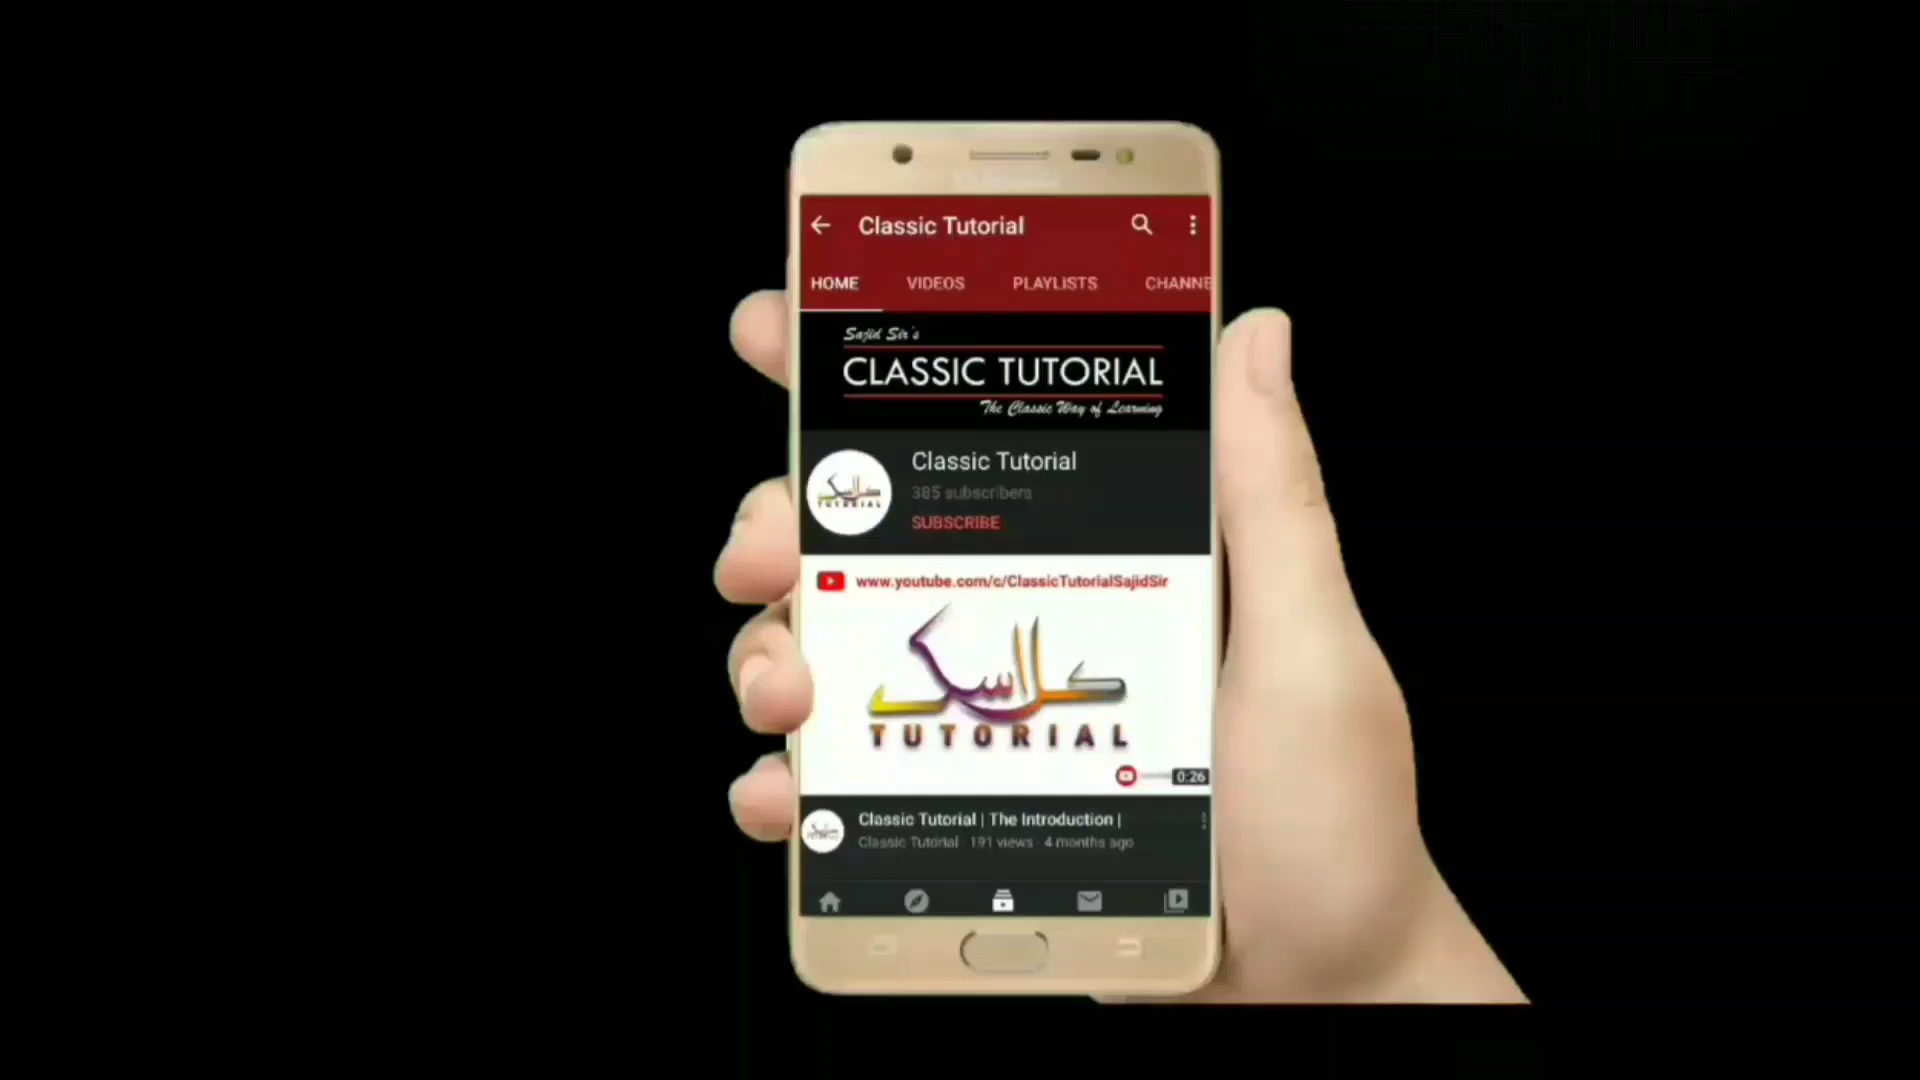 Classic Tutorial
HOME VIDEOS PLAYLISTS CHANNE
Sajid Sir's
CLASSIC TUTORIAL
The Classic Way of Learning
کلاسک
TUTORIAL
Classic Tutorial
385 subscribers
SUBSCRIBE
www.youtube.com/c/ClassicTutorialSajidSir
کلاسک
TUTORIAL
0:26
Classic Tutorial | The Introduction |
Classic Tutorial · 191 views · 4 months ago